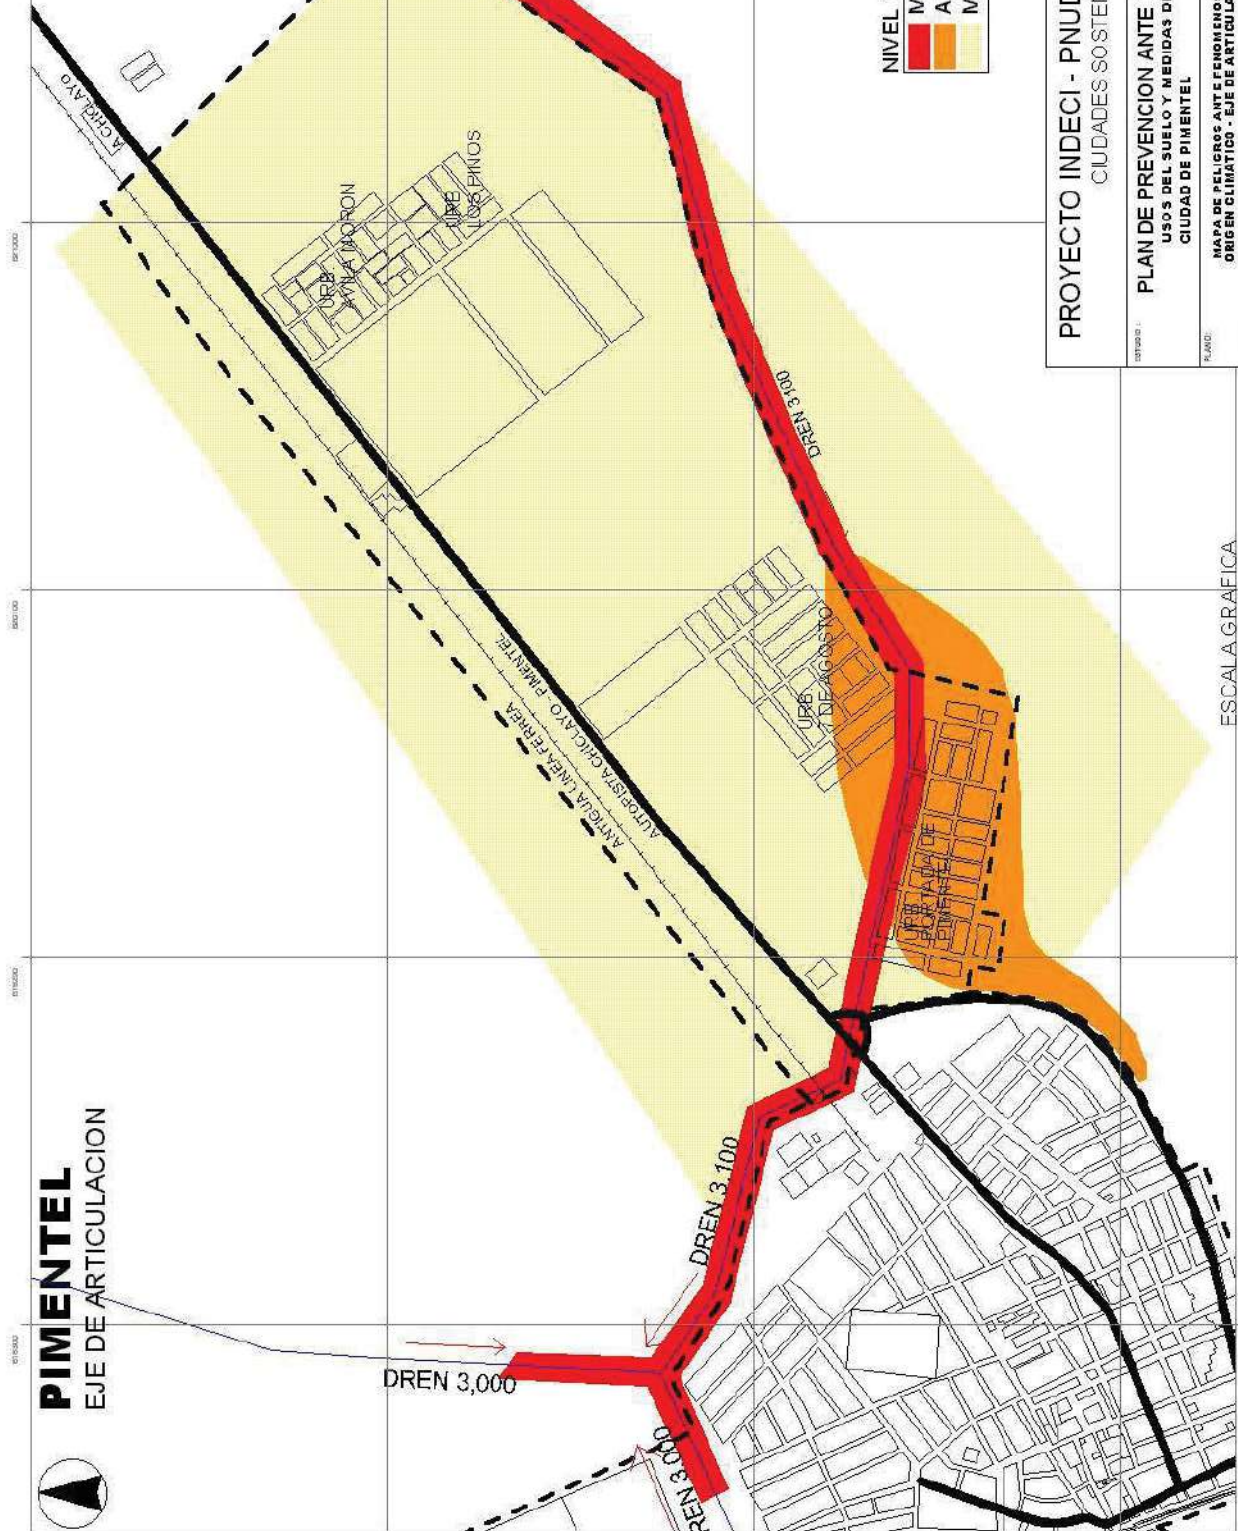 PIMENTEL
EJE DE ARTICULACION
A CHICLAYO
URB.
AVILA MORON
URB.
LOS PINOS
AUTOPISTA CHICLAYO - PIMENTEL
ANTIGUA LINEA FERREA
URB.
7 DE AGOSTO
URB.
PORTADA DE
PIMENTEL
DREN 3100
DREN 3,100
DREN 3,000
REN 3,000
NIVEL
M
A
M
PROYECTO INDECI - PNUD
CIUDADES SOSTE
ESTUDIO :
PLAN DE PREVENCION ANTE
USOS DEL SUELO Y MEDIDAS D
CIUDAD DE PIMENTEL
PLANO:
MAPA DE PELIGROS ANTE FENOMENO
ORIGEN CLIMATICO - EJE DE ARTICULA
ESCALA GRAFICA